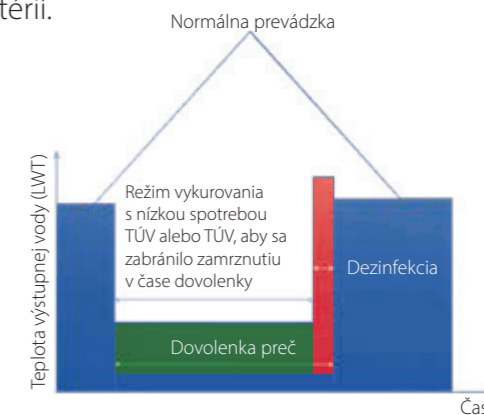 térií.
Normálna prevádzka
Teplota výstupnej vody (LWT)
Režim vykurovania
s nízkou spotrebou
TÚV alebo TÚV, aby sa
zabránilo zamrznutiu
v čase dovolenky
Dezinfekcia
Dovolenka preč
Čas